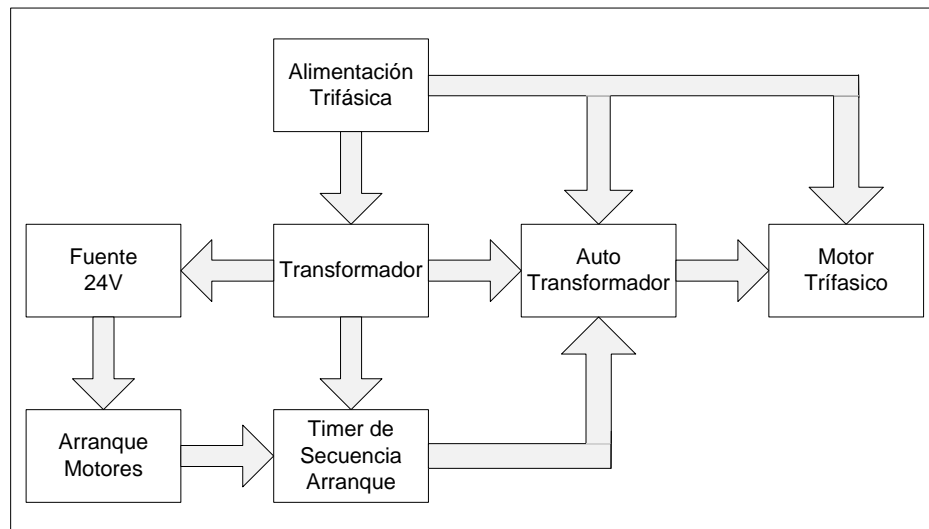 Alimentación
Trifásica
Fuente
24V
Transformador
Auto
Transformador
Motor
Trífasico
Arranque
Motores
Timer de
Secuencia
Arranque